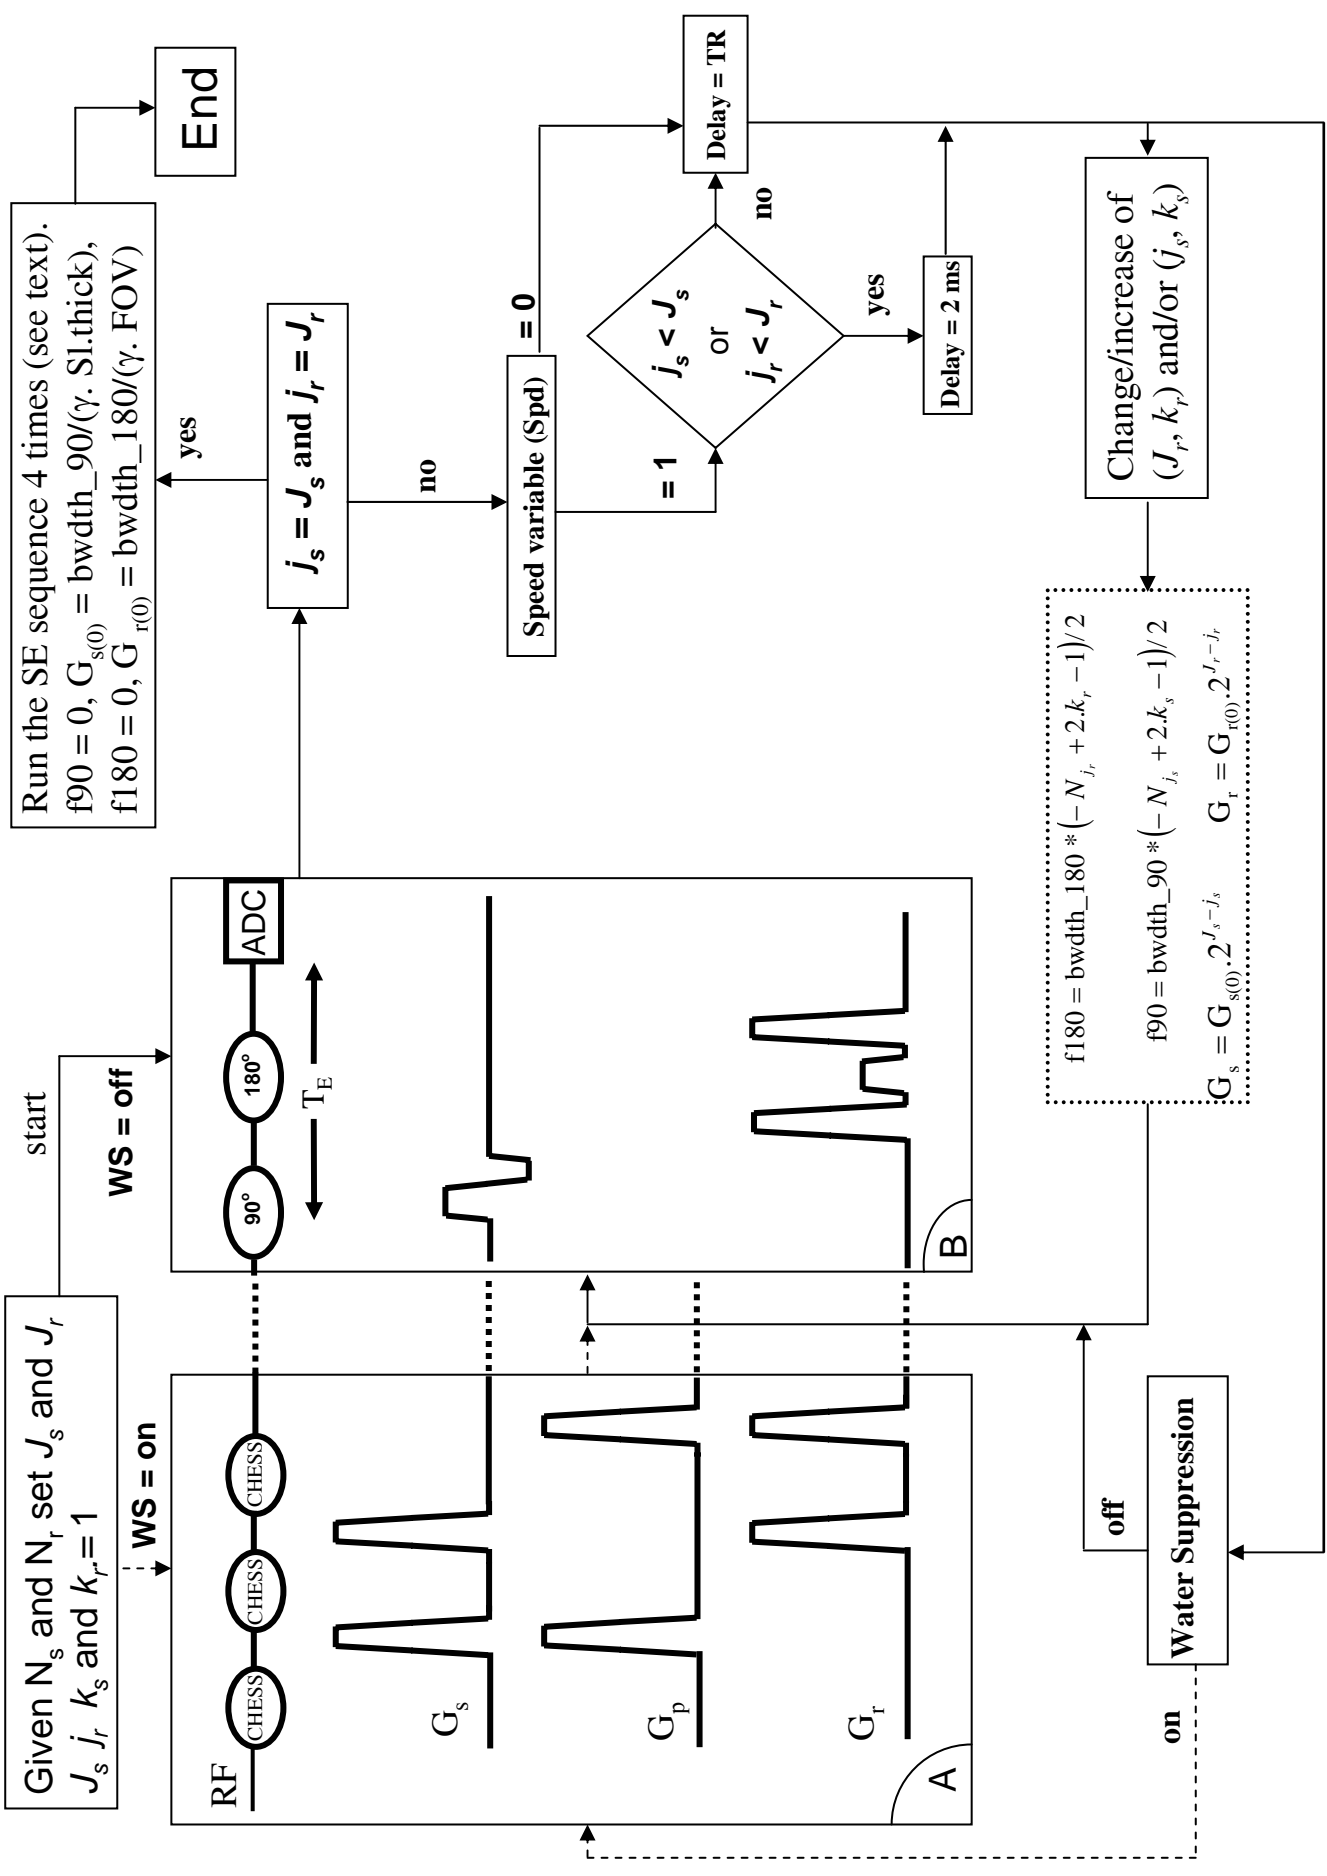 Given N_s and N_r set J_s and J_r
J_s j_r k_s and k_r=1
start
WS = on
WS = off
RF
CHESS
CHESS
CHESS
90°
180°
ADC
T_E
G_s
G_p
G_r
A
B
Run the SE sequence 4 times (see text).
f90 = 0, G_s(0) = bwdth_90/(γ. Sl.thick),
f180 = 0, G_r(0) = bwdth_180/(γ. FOV)
End
yes
j_s = J_s and j_r = J_r
no
Speed variable (Spd)
= 0
= 1
j_s < J_s
or
j_r < J_r
no
Delay = TR
yes
Delay = 2 ms
Change/increase of
(J_r, k_r) and/or (j_s, k_s)
f180 = bwdth_180 *(− N_{j_r} + 2.k_r −1)/2
f90 = bwdth_90 *(− N_{j_s} + 2.k_s −1)/2
G_s = G_s(0).2^{J_s−j_s} G_r = G_r(0).2^{J_r−j_r}
off
Water Suppression
on